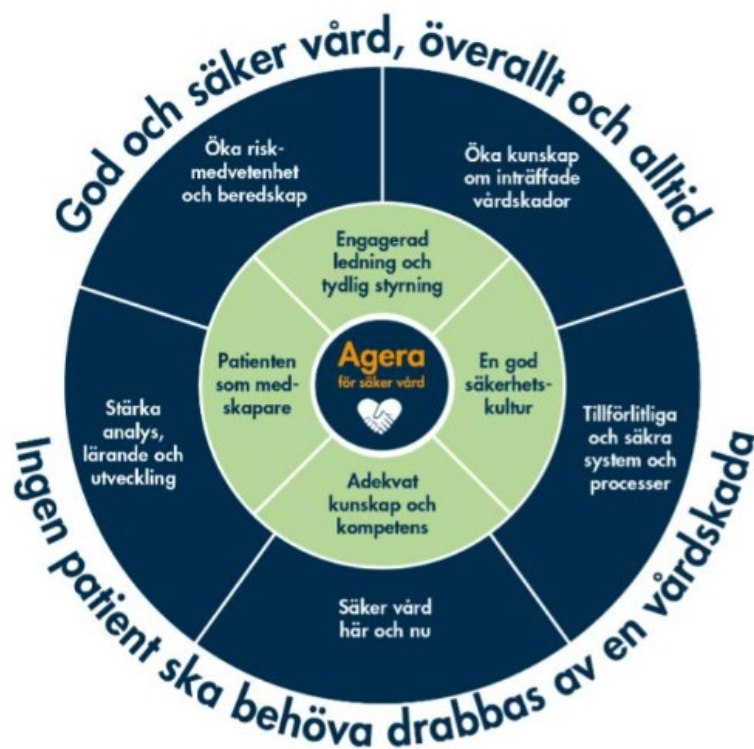 God och säker vård, överallt och alltid
Öka risk-
medvetenhet
och beredskap
Öka kunskap
om inträffade
vårdskador
Engagerad
ledning och
tydlig styrning
Patienten
som med-
skapare
Agera
för säker vård
En god
säkerhets-
kultur
Stärka
analys,
lärande och
utveckling
Tillförlitliga
och säkra
system och
processer
Adekvat
kunskap och
kompetens
Säker vård
här och nu
Ingen patient ska behöva drabbas av en vårdskada